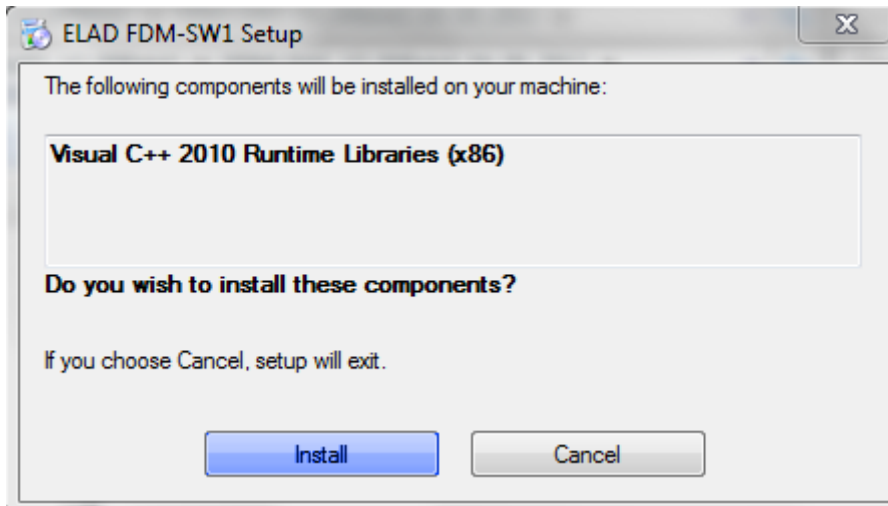 ELAD FDM-SW1 Setup
The following components will be installed on your machine:
Visual C++ 2010 Runtime Libraries (x86)
Do you wish to install these components?
If you choose Cancel, setup will exit.
Install
Cancel